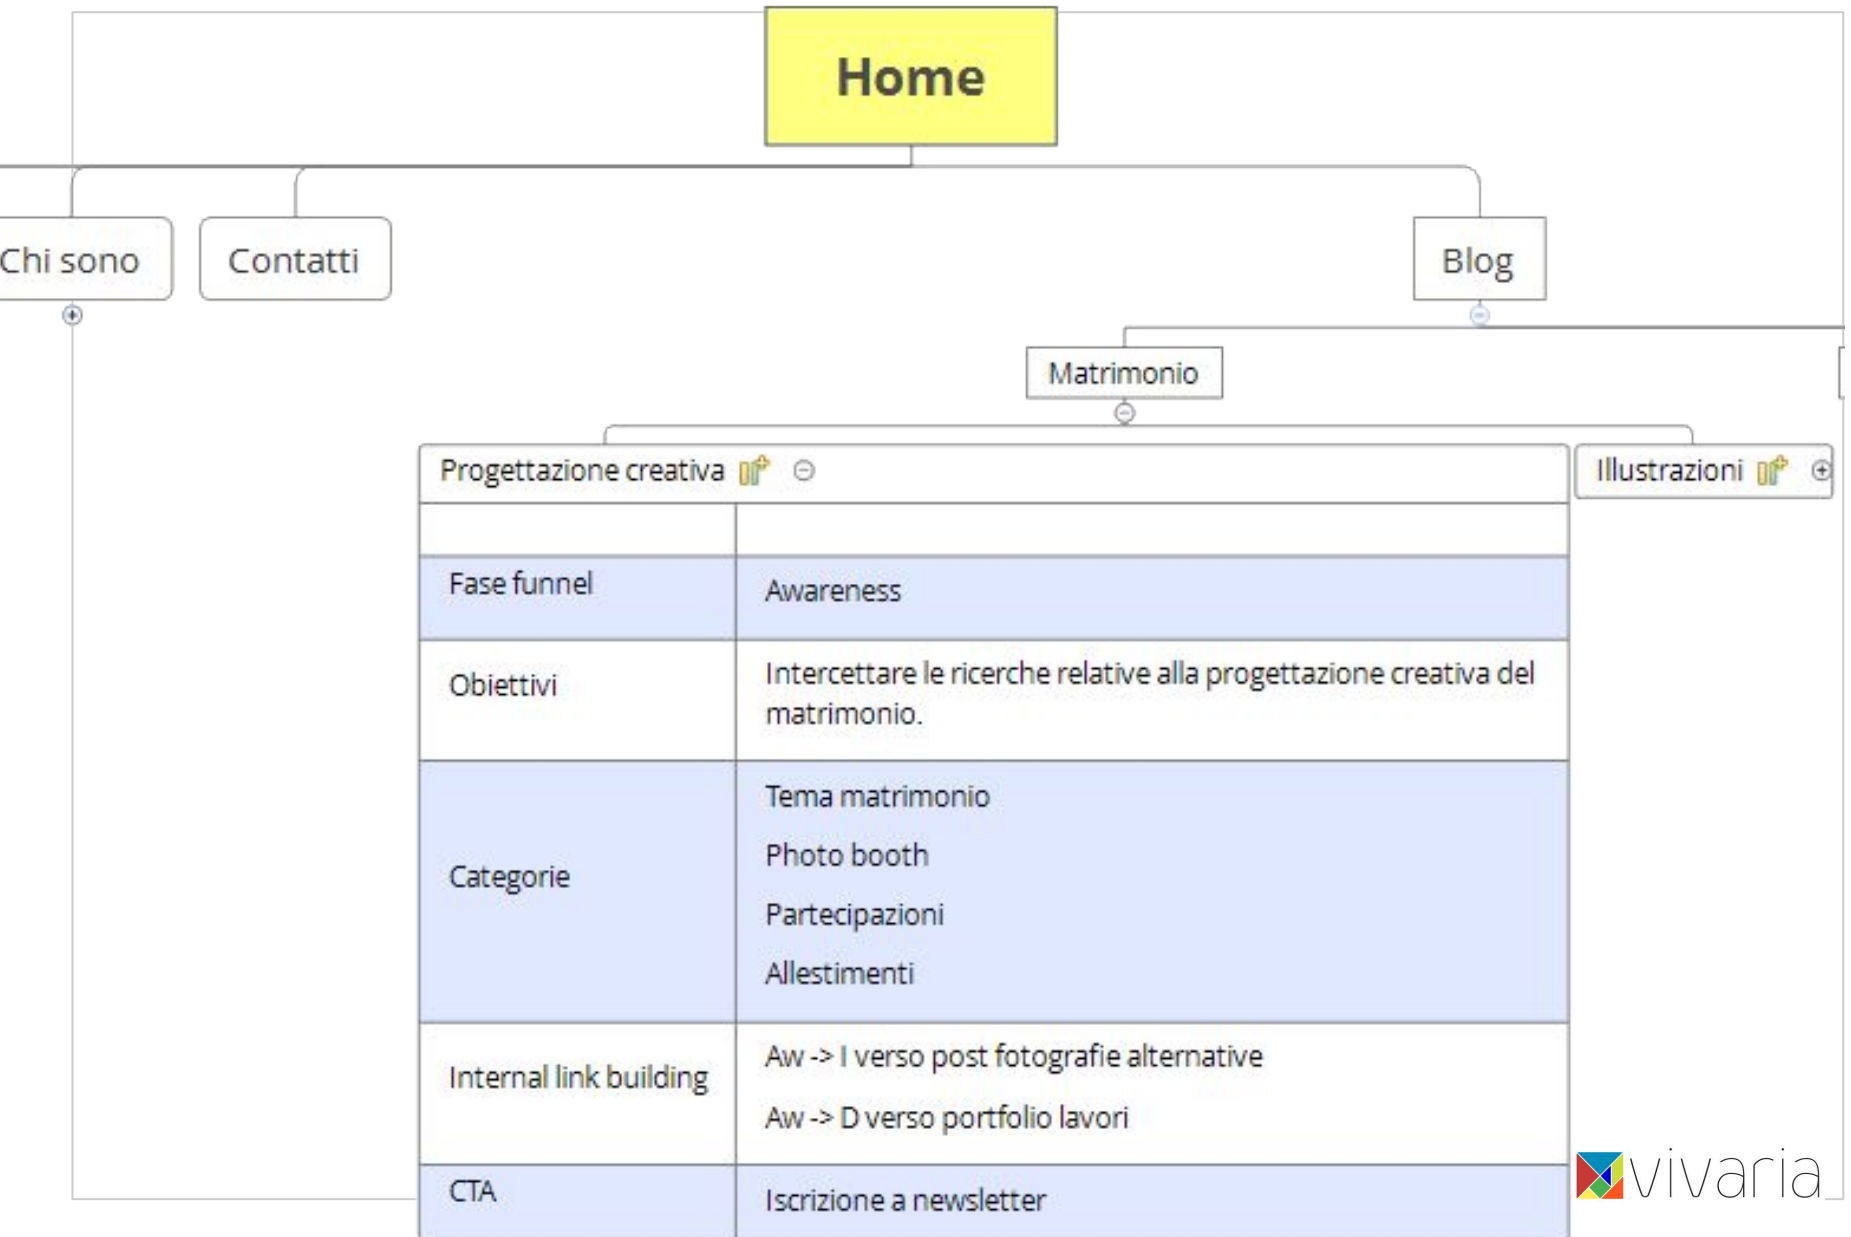 Home
Chi sono
Contatti
Blog
Matrimonio
Progettazione creativa
Illustrazioni
Fase funnel
Awareness
Obiettivi
Intercettare le ricerche relative alla progettazione creativa del
matrimonio.
Categorie
Tema matrimonio
Photo booth
Partecipazioni
Allestimenti
Internal link building
Aw -> I verso post fotografie alternative
Aw -> D verso portfolio lavori
CTA
Iscrizione a newsletter
vivaria